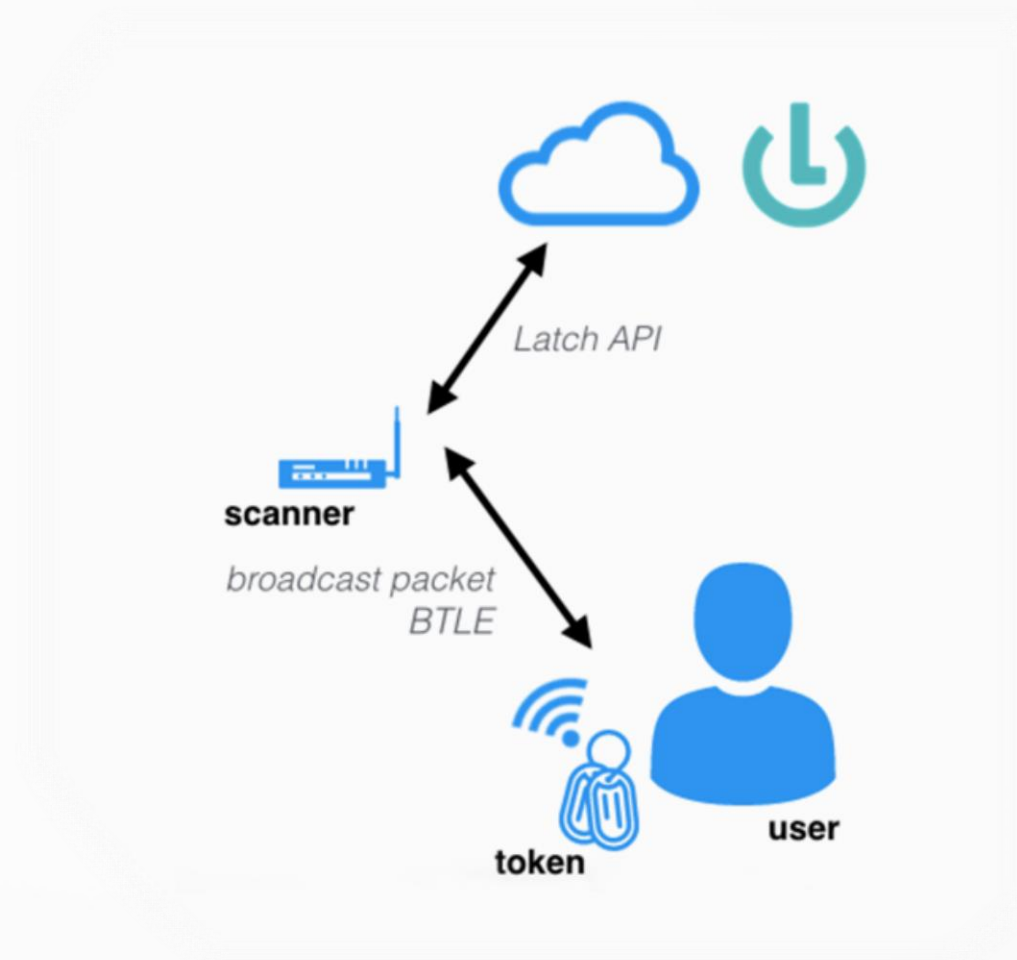 Latch API
scanner
broadcast packet
BTLE
user
token